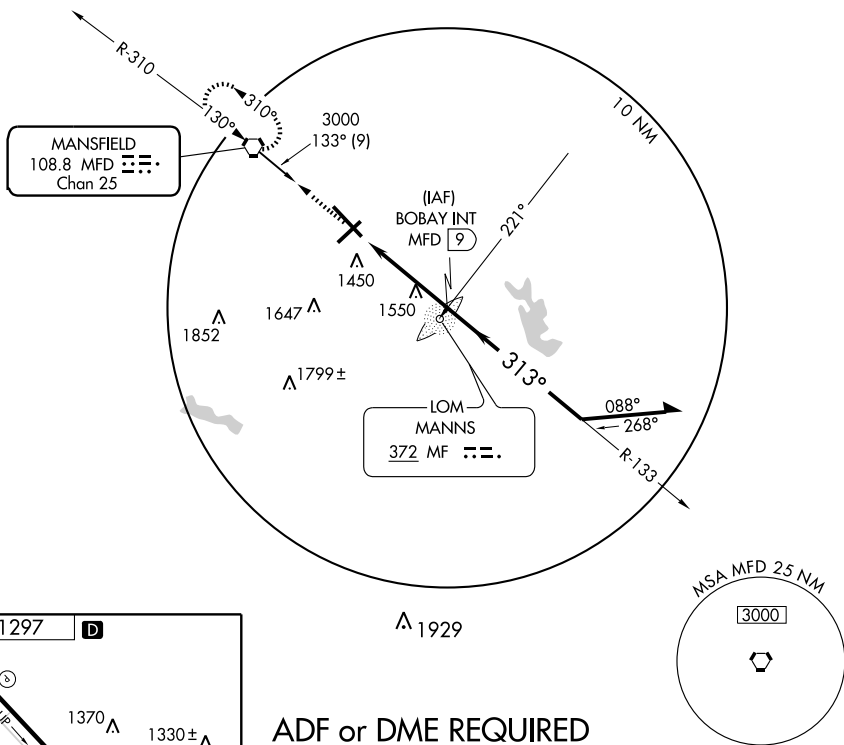 R-310
310°
130°
3000
133° (9)
10 NM
MANSFIELD
108.8 MFD
Chan 25
(IAF)
BOBAY INT
MFD 9
221°
1450
1550
1647
1852
1799 ±
313°
LOM
MANNS
372 MF
088°
268°
R-133
MSA MFD 25 NM
3000
1929
1297 D
1370
1330 ±
ADF or DME REQUIRED